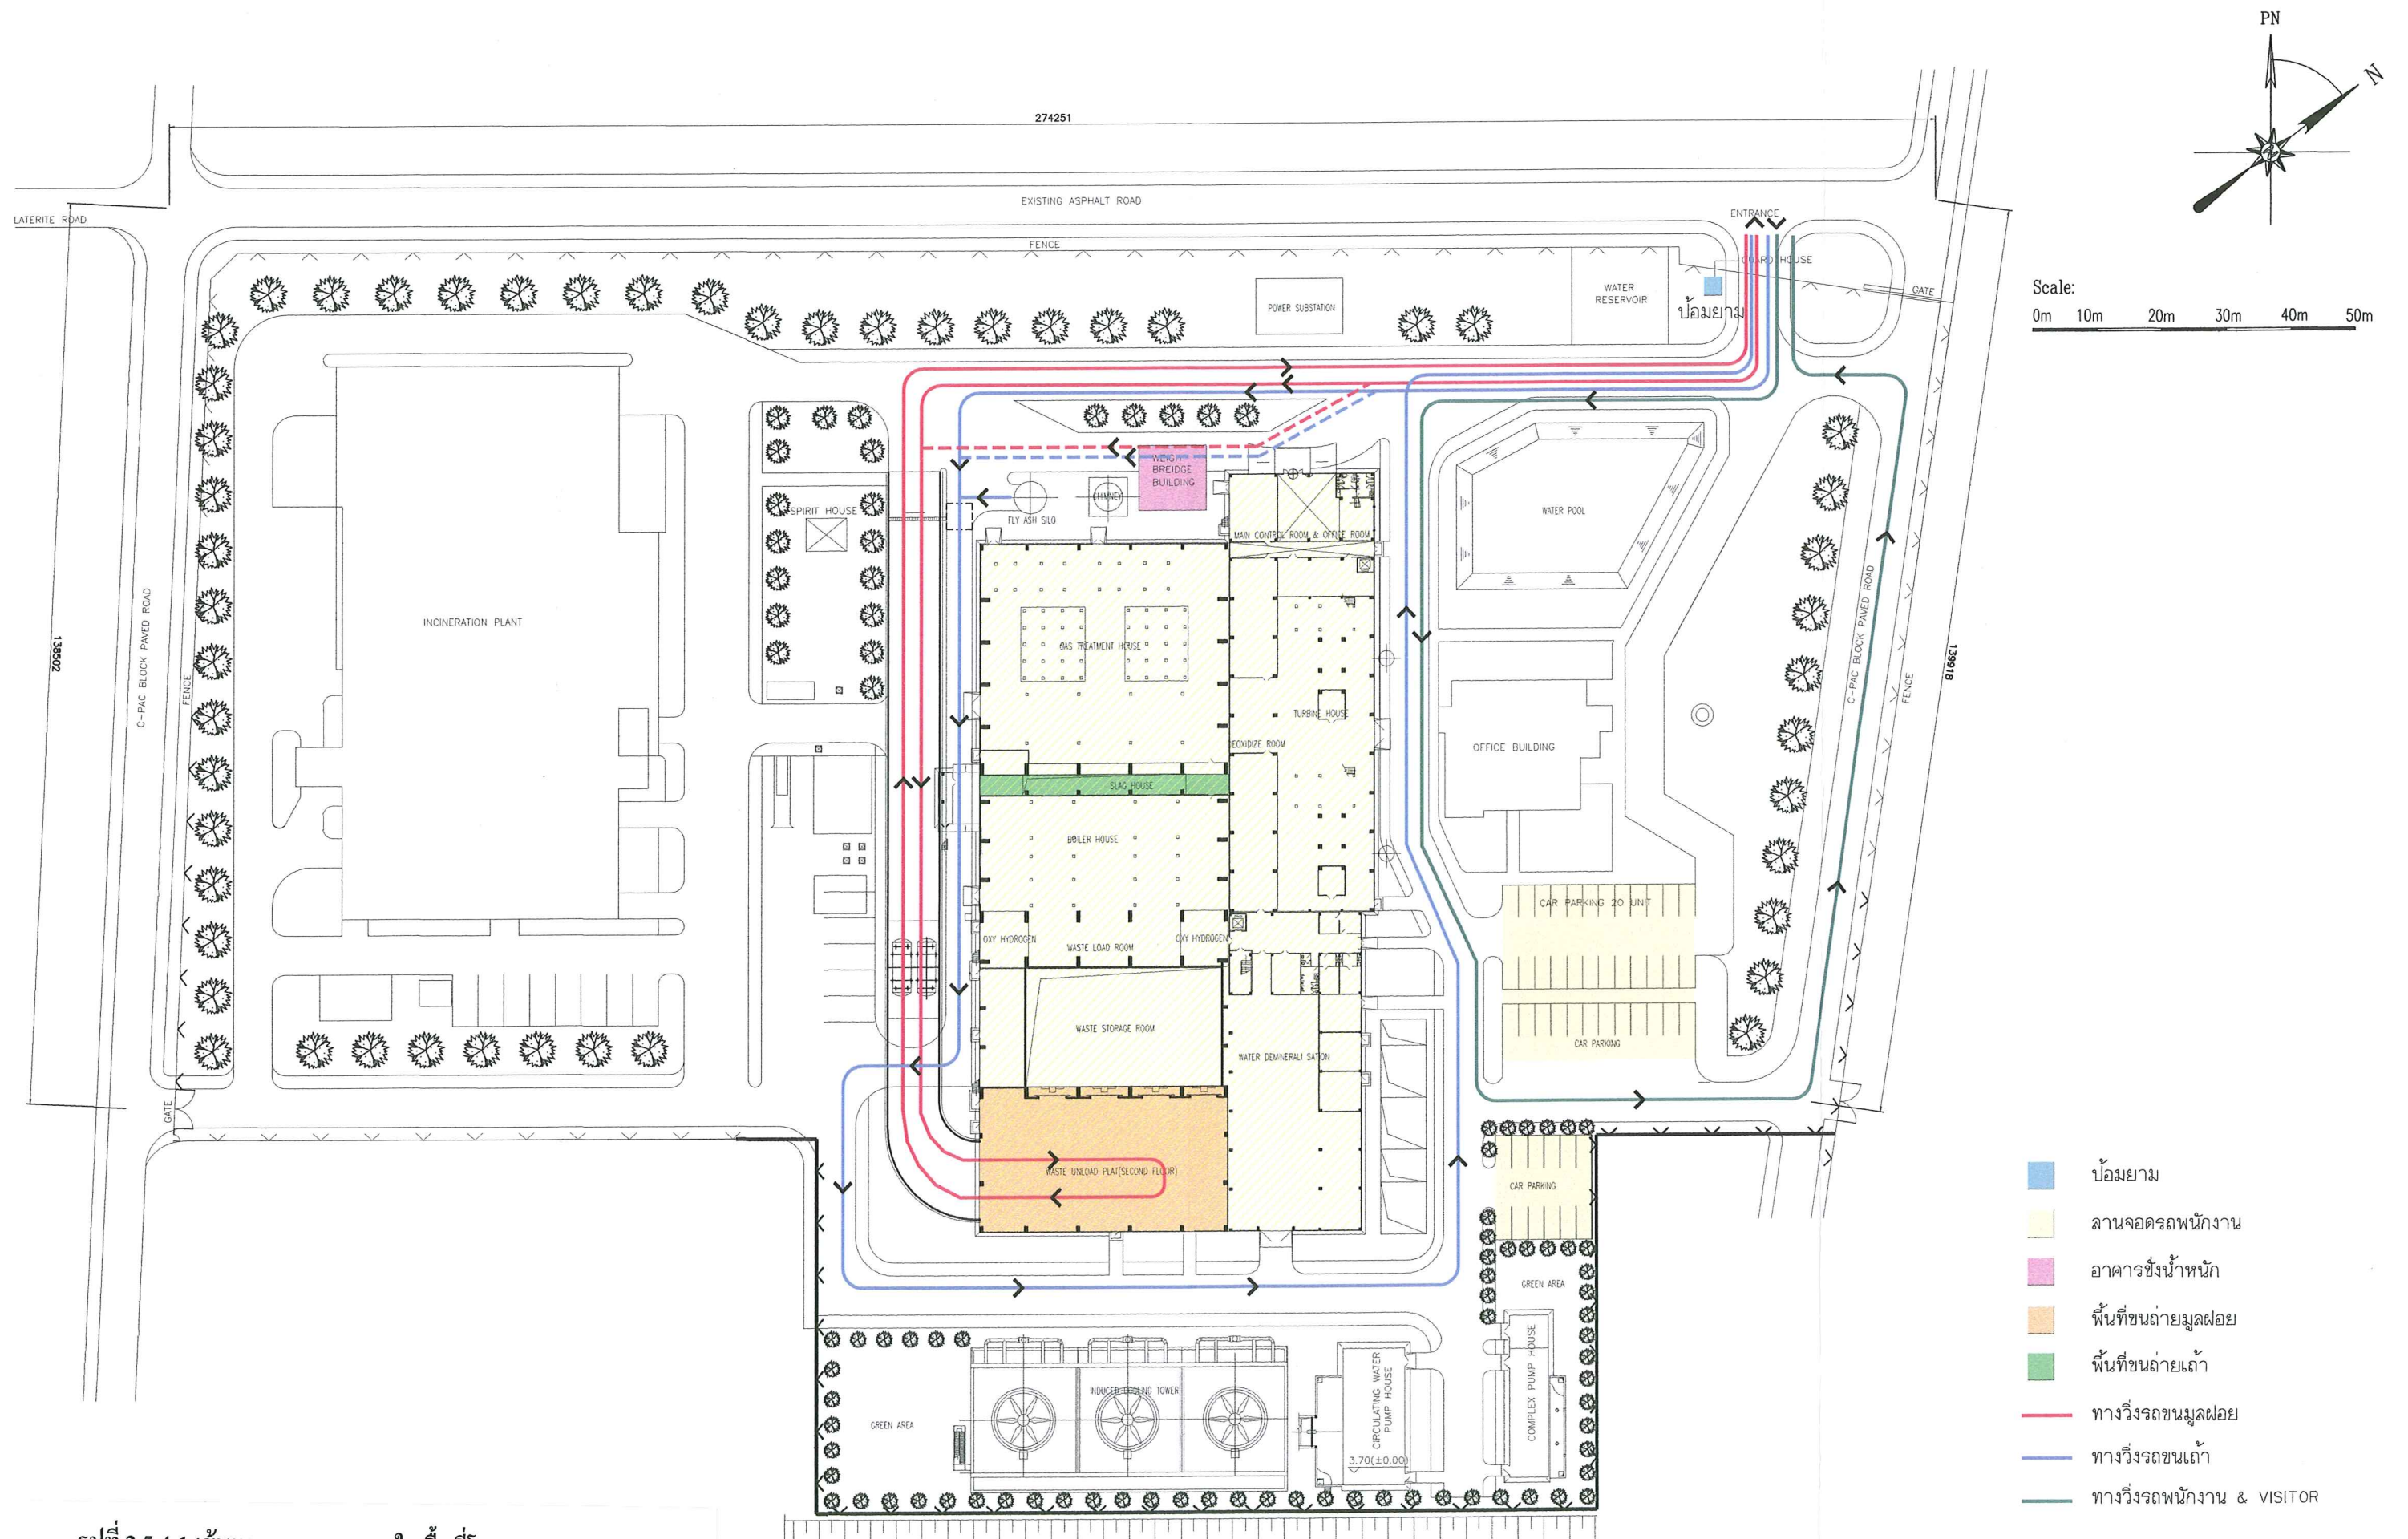 PN
N
274251
LATERITE ROAD
EXISTING ASPHALT ROAD
ENTRANCE
FENCE
GUARD HOUSE
ป้อมยาม
GATE
Scale:
0m 10m 20m 30m 40m 50m
POWER SUBSTATION
WATER
RESERVOIR
WEIGH
BREIDGE
BUILDING
CHIMNEY
FLY ASH SILO
SPIRIT HOUSE
WATER POOL
MAIN CONTROL ROOM & OFFICE ROOM
INCINERATION PLANT
C-PAC BLOCK PAVED ROAD
138502
FENCE
GAS TREATMENT HOUSE
TURBINE HOUSE
DEOXIDIZE ROOM
OFFICE BUILDING
C-PAC BLOCK PAVED ROAD
FENCE
139918
SLAG HOUSE
BOILER HOUSE
CAR PARKING 20 UNIT
OXY HYDROGEN
WASTE LOAD ROOM
OXY HYDROGEN
WASTE STORAGE ROOM
WATER DEMINERALI SATION
CAR PARKING
GATE
WASTE UNLOAD PLAT(SECOND FLOOR)
CAR PARKING
GREEN AREA
INDUCED COOLING TOWER
GREEN AREA
CIRCULATING WATER
PUMP HOUSE
3.70(±0.00)
COMPLEX PUMP HOUSE
ป้อมยาม
ลานจอดรถพนักงาน
อาคารชั่งน้ำหนัก
พื้นที่ขนถ่ายมูลฝอย
พื้นที่ขนถ่ายเถ้า
ทางวิ่งรถขนมูลฝอย
ทางวิ่งรถขนเถ้า
ทางวิ่งรถพนักงาน & VISITOR